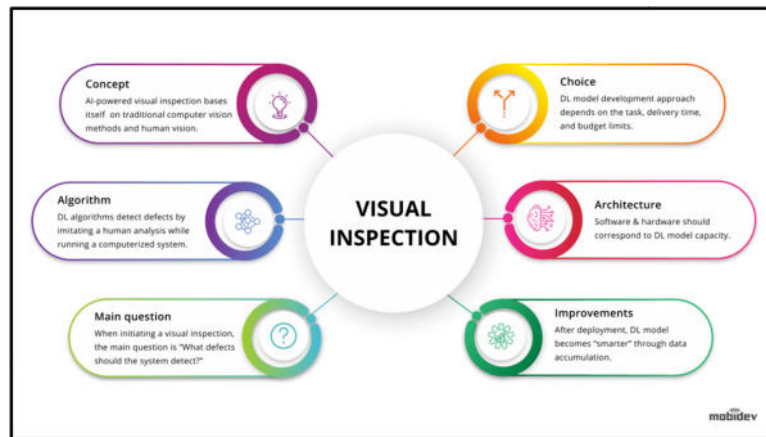 Concept
AI-powered visual inspection bases
itself on traditional computer vision
methods and human vision.
Choice
DL model development approach
depends on the task, delivery time,
and budget limits.
Algorithm
DL algorithms detect defects by
imitating a human analysis while
running a computerized system.
VISUAL
INSPECTION
Architecture
Software & hardware should
correspond to DL model capacity.
Main question
When initiating a visual inspection,
the main question is "What defects
should the system detect?"
Improvements
After deployment, DL model
becomes "smarter" through data
accumulation.
mobidev